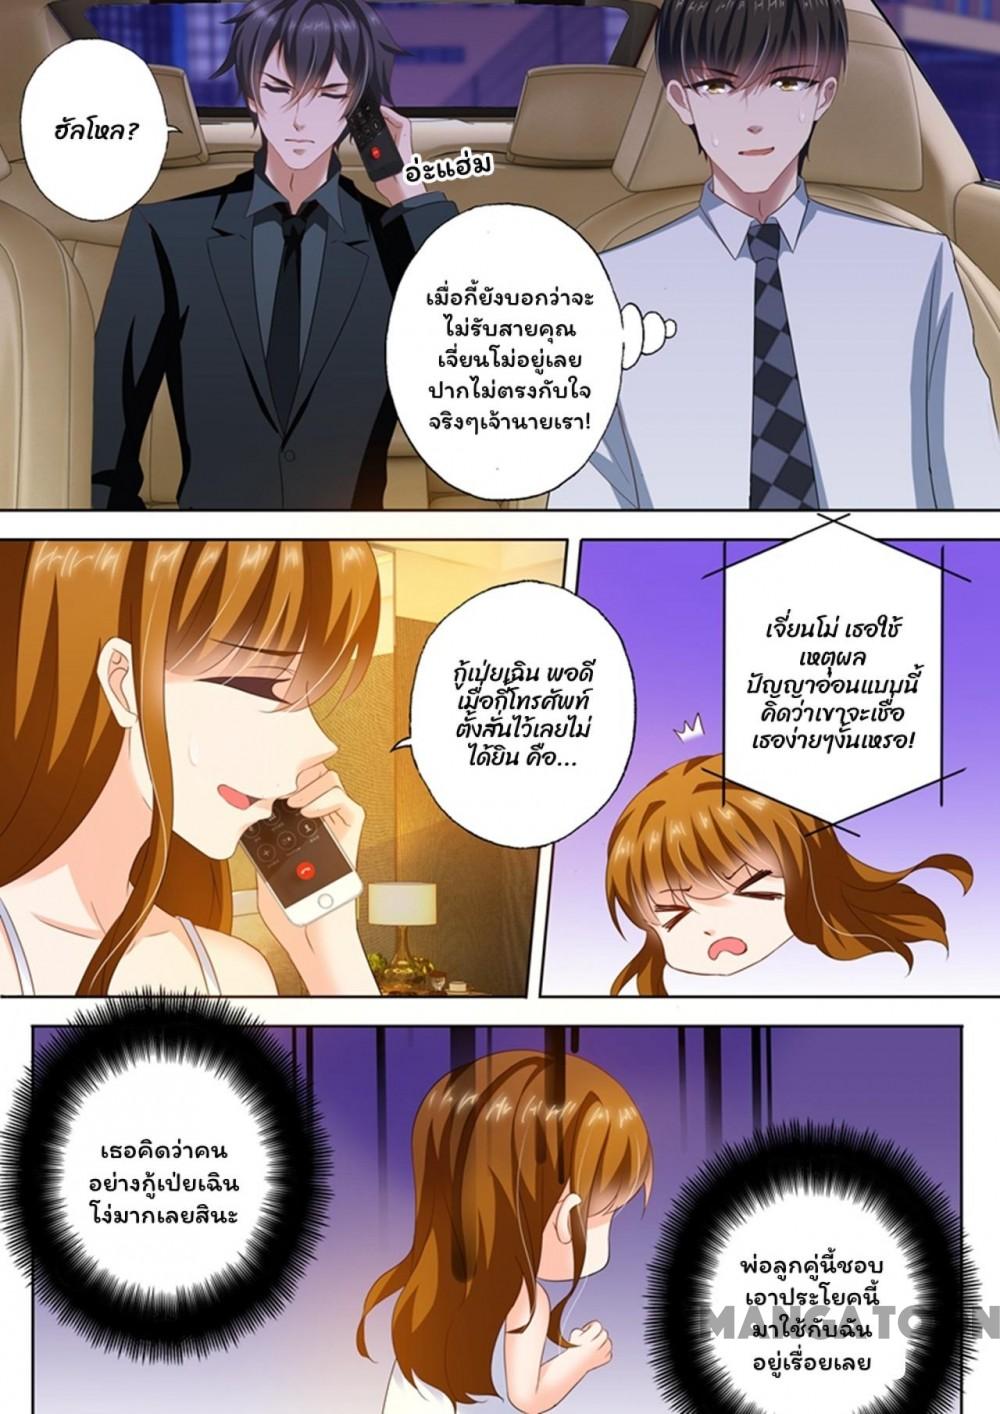 ฮัลโหล?
อ่ะแฮ่ม
เมื่อกี้ยังบอกว่าจะ
ไม่รับสายคุณ
เจี่ยนโม่อยู่เลย
ปากไม่ตรงกับใจ
จริงๆเจ้านายเรา!
กู้เป่ยเฉิน พอดี
เมื่อกี้โทรศัพท์
ตั้งสั่นไว้เลยไม่
ได้ยิน คือ...
เจี่ยนโม่ เธอใช้
เหตุผล
ปัญญาอ่อนแบบนี้
คิดว่าเขาจะเชื่อ
เธอง่ายๆงั้นเหรอ!
เธอคิดว่าคน
อย่างกู้เป่ยเฉิน
โง่มากเลยสินะ
พ่อลูกคู่นี้ชอบ
เอาประโยคนี้
มาใช้กับฉัน
อยู่เรื่อยเลย
MANGATOON